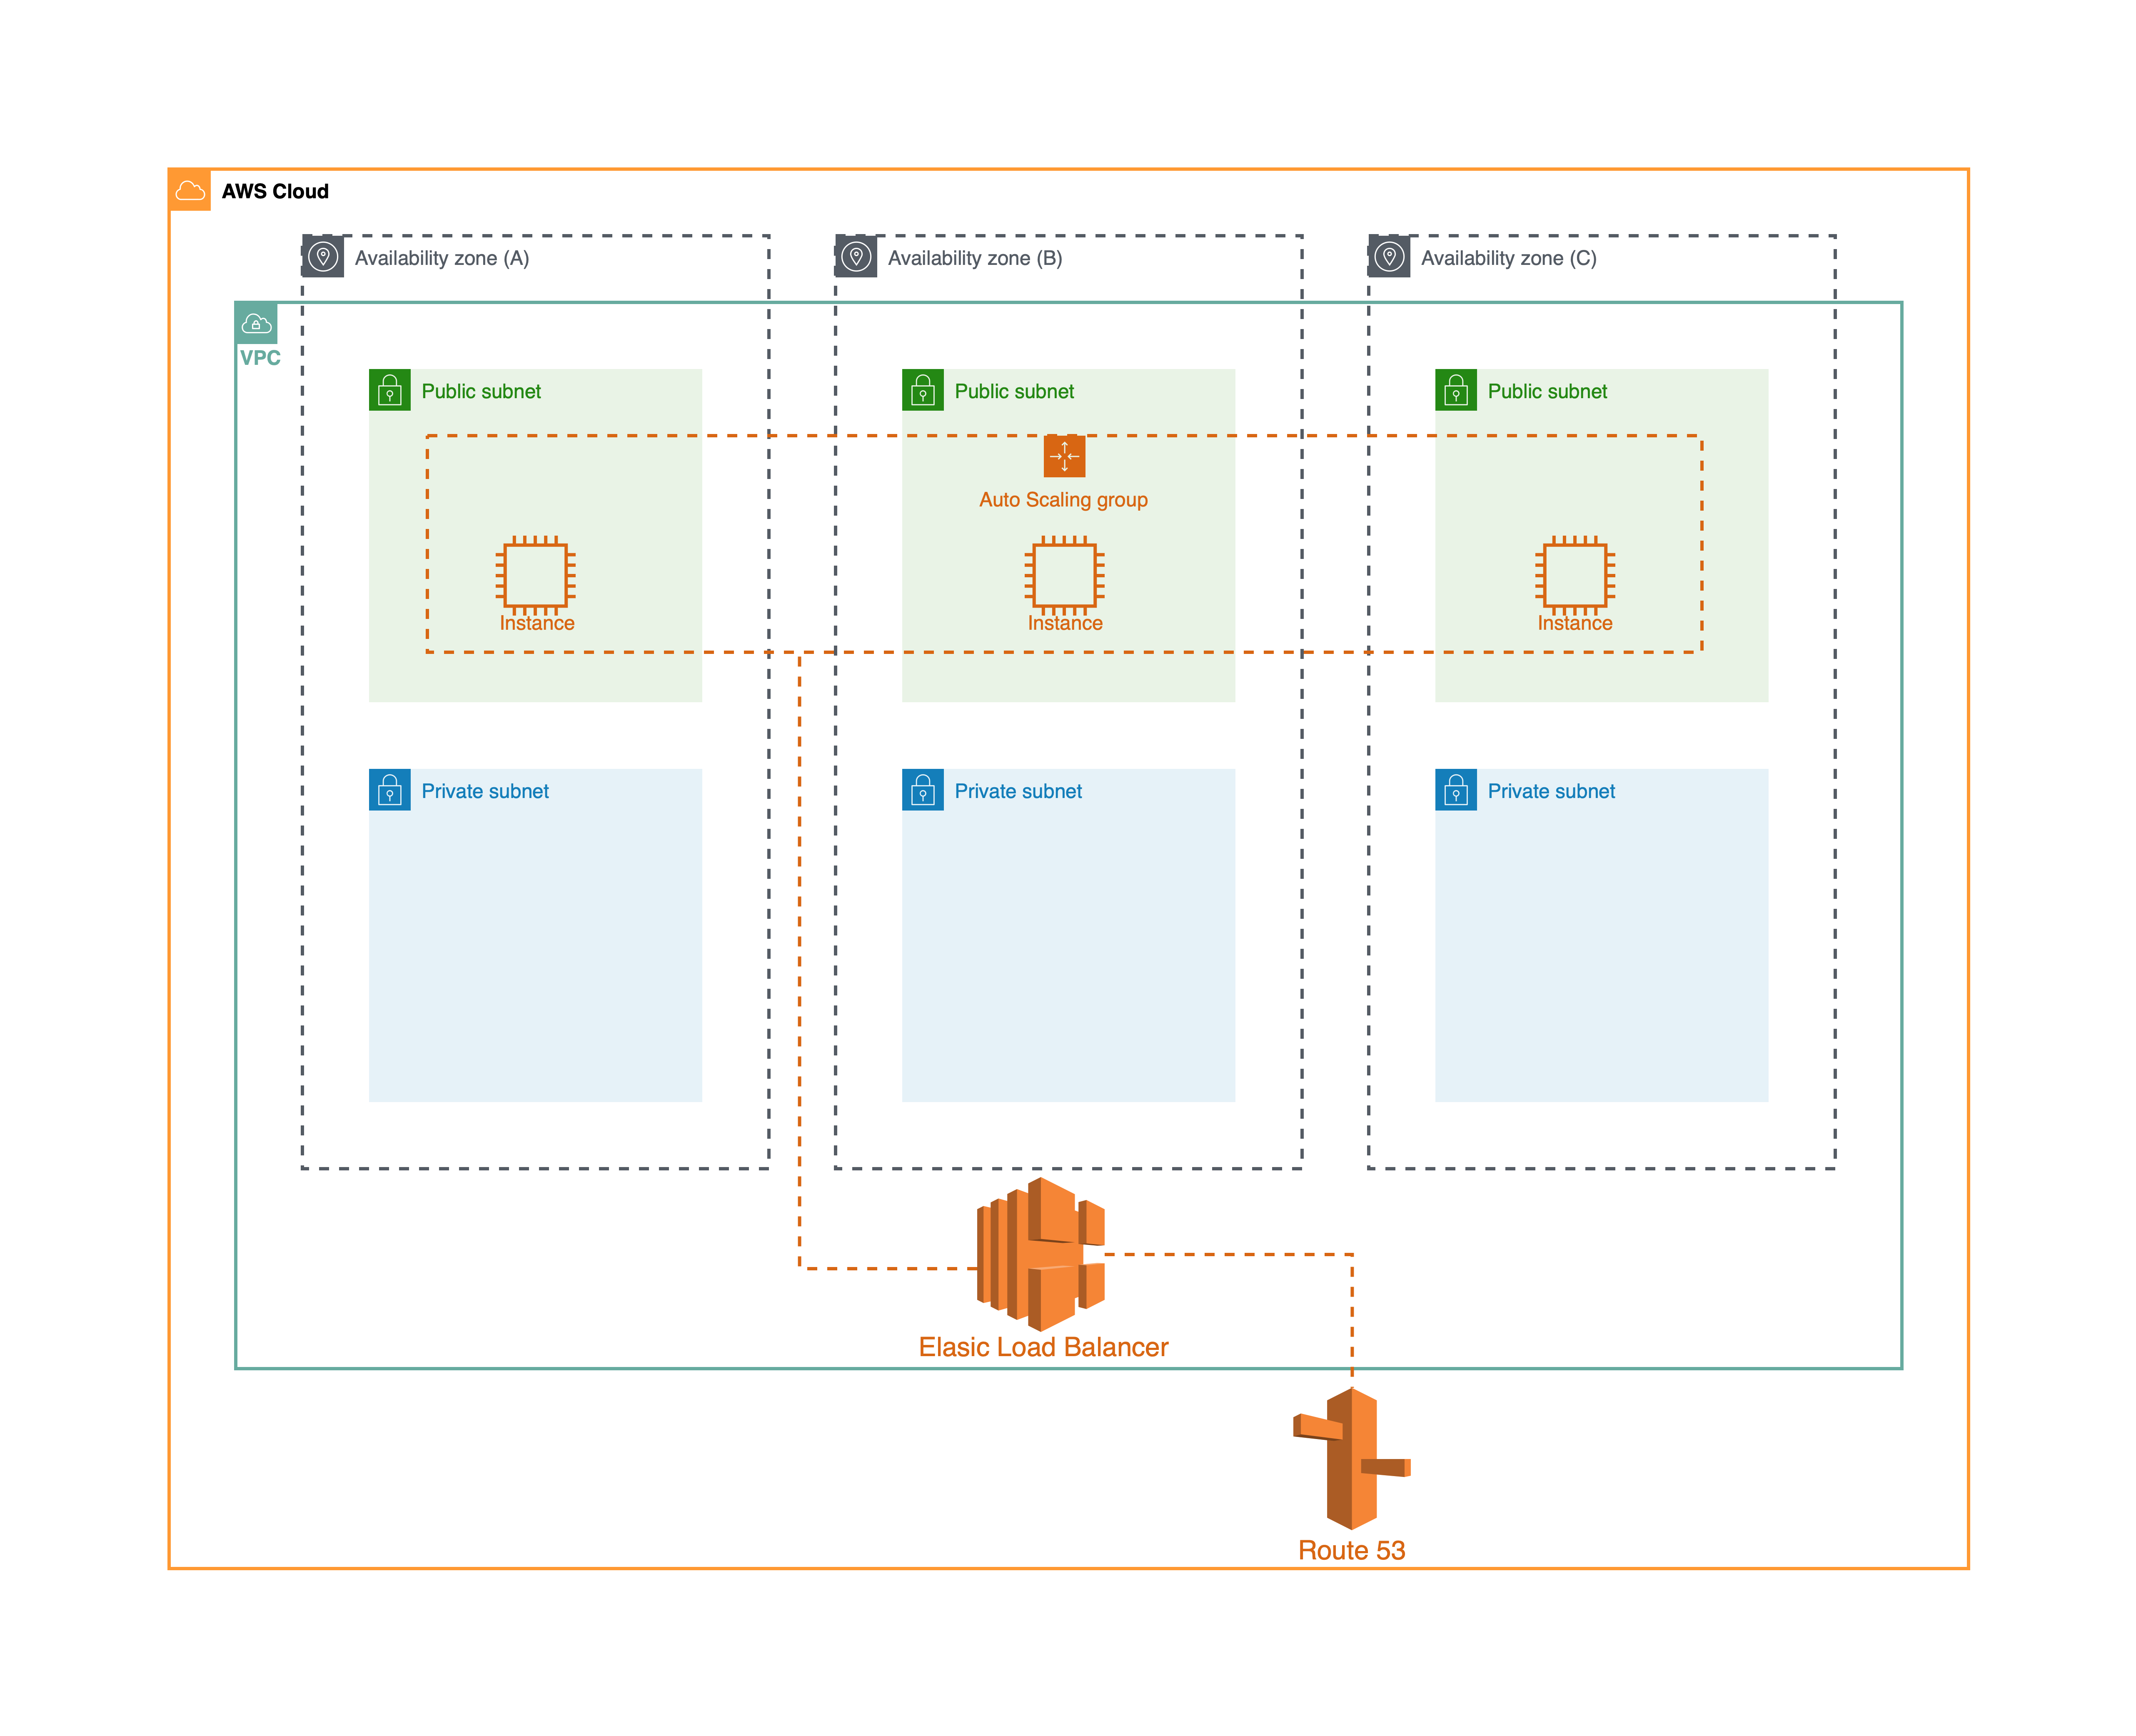 AWS Cloud
Availability zone (A)
Availability zone (B)
Availability zone (C)
VPC
Public subnet
Public subnet
Public subnet
Auto Scaling group
Instance
Instance
Instance
Private subnet
Private subnet
Private subnet
Elasic Load Balancer
Route 53